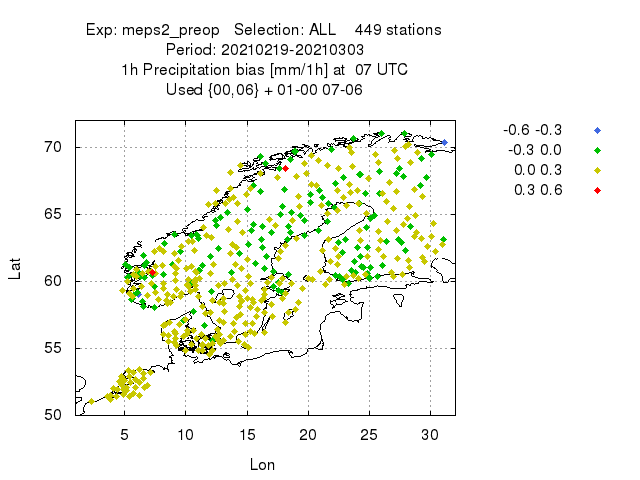 Exp: meps2_preop   Selection: ALL    449 stations
Period: 20210219-20210303
1h Precipitation bias [mm/1h] at  07 UTC
Used {00,06} + 01-00 07-06
-0.6 -0.3
-0.3 0.0
0.0 0.3
0.3 0.6
70
65
60
55
50
Lat
5 10 15 20 25 30
Lon